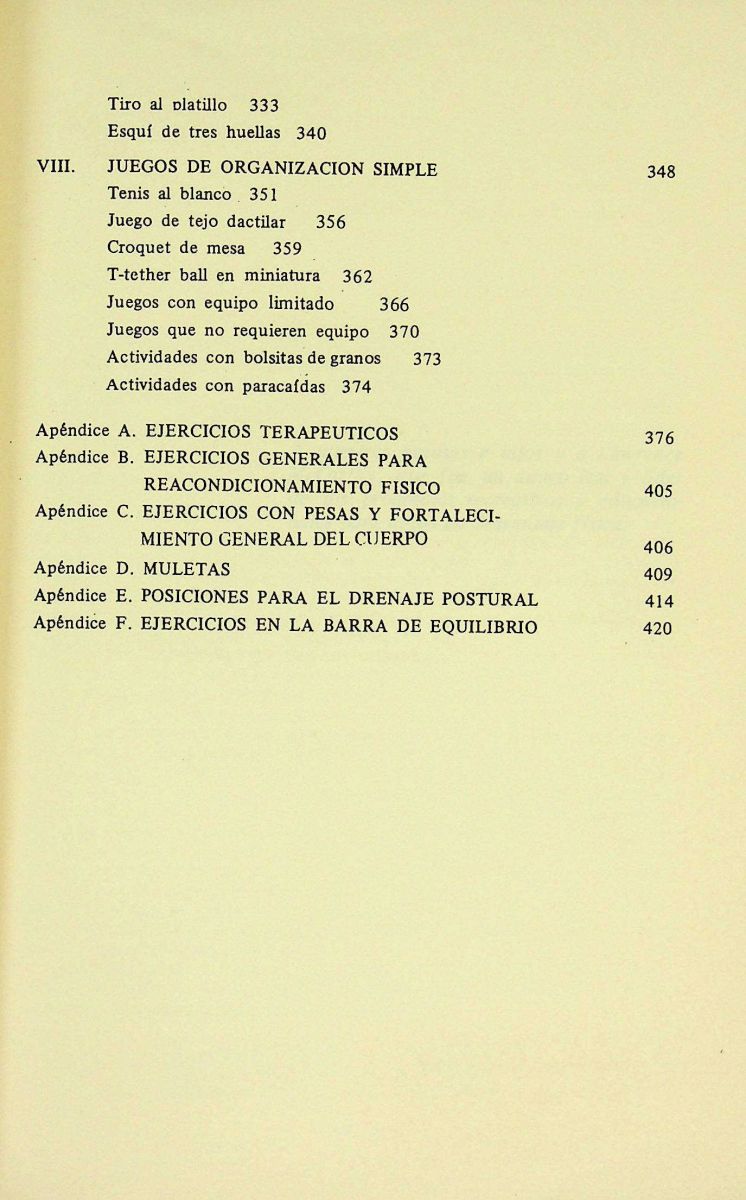 Tiro al platillo 333
Esquí de tres huellas 340
VIII. JUEGOS DE ORGANIZACION SIMPLE 348
Tenis al blanco 351
Juego de tejo dactilar 356
Croquet de mesa 359
T-tether ball en miniatura 362
Juegos con equipo limitado 366
Juegos que no requieren equipo 370
Actividades con bolsitas de granos 373
Actividades con paracaídas 374
Apéndice A. EJERCICIOS TERAPEUTICOS 376
Apéndice B. EJERCICIOS GENERALES PARA
REACONDICIONAMIENTO FISICO 405
Apéndice C. EJERCICIOS CON PESAS Y FORTALECI-
MIENTO GENERAL DEL CUERPO 406
Apéndice D. MULETAS 409
Apéndice E. POSICIONES PARA EL DRENAJE POSTURAL 414
Apéndice F. EJERCICIOS EN LA BARRA DE EQUILIBRIO 420